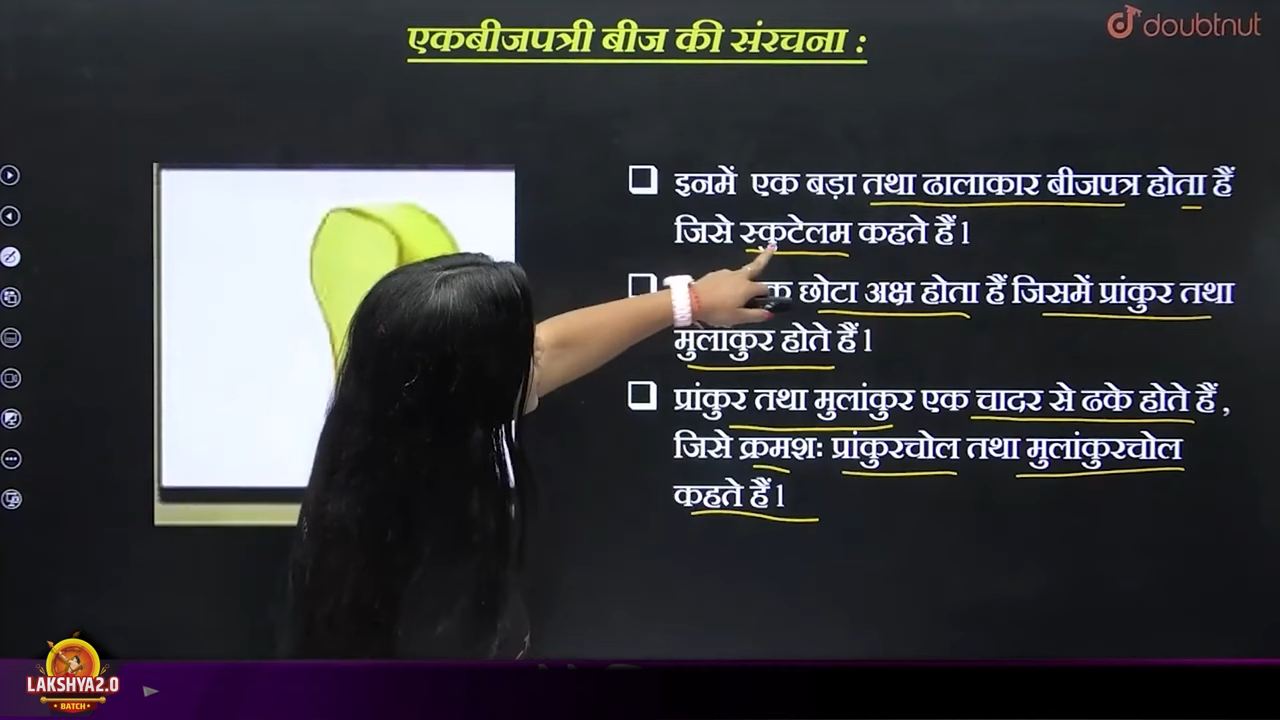 एकबीजपत्री बीज की संरचना :
doubtnut
इनमें एक बड़ा तथा ढालाकार बीजपत्र होता हैं
जिसे स्कुटेलम कहते हैं।
छोटा अक्ष होता हैं जिसमें प्रांकुर तथा
मुलाकुर होते हैं।
प्रांकुर तथा मुलांकुर एक चादर से ढके होते हैं ,
जिसे क्रमशः प्रांकुरचोल तथा मुलांकुरचोल
कहते हैं।
LAKSHYA2.0
BATCH